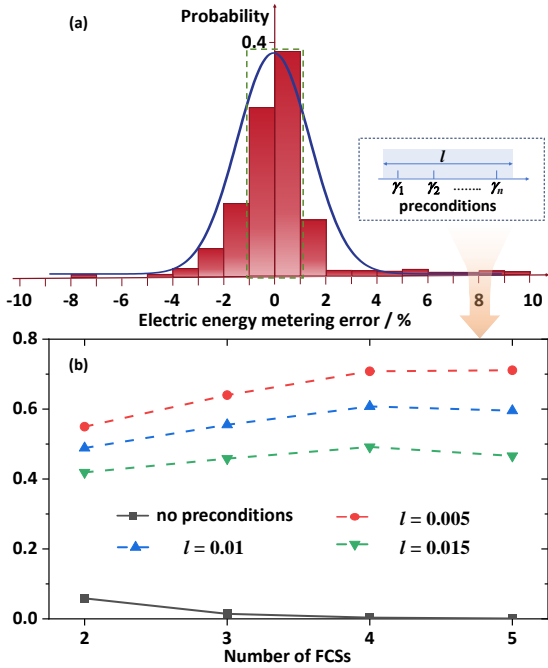 (a)
Probability
0.4
l
γ1 γ2 ........ γn
preconditions
-10 -8 -6 -4 -2 0 2 4 6 8 10
Electric energy metering error / %
(b)
0.8
0.6
0.4
0.2
0.0
no preconditions
l = 0.005
l = 0.01
l = 0.015
2 3 4 5
Number of FCSs